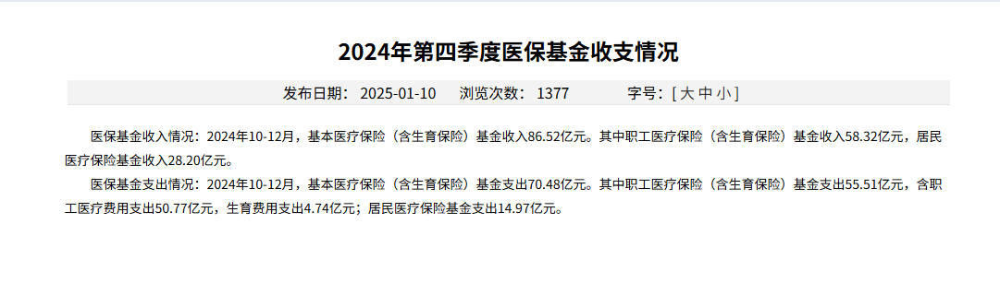 2024年第四季度医保基金收支情况
发布日期： 2025-01-10 浏览次数： 1377 字号：[ 大 中 小 ]
医保基金收入情况：2024年10-12月，基本医疗保险（含生育保险）基金收入86.52亿元。其中职工医疗保险（含生育保险）基金收入58.32亿元，居民
医疗保险基金收入28.20亿元。
医保基金支出情况：2024年10-12月，基本医疗保险（含生育保险）基金支出70.48亿元。其中职工医疗保险（含生育保险）基金支出55.51亿元，含职
工医疗费用支出50.77亿元，生育费用支出4.74亿元；居民医疗保险基金支出14.97亿元。